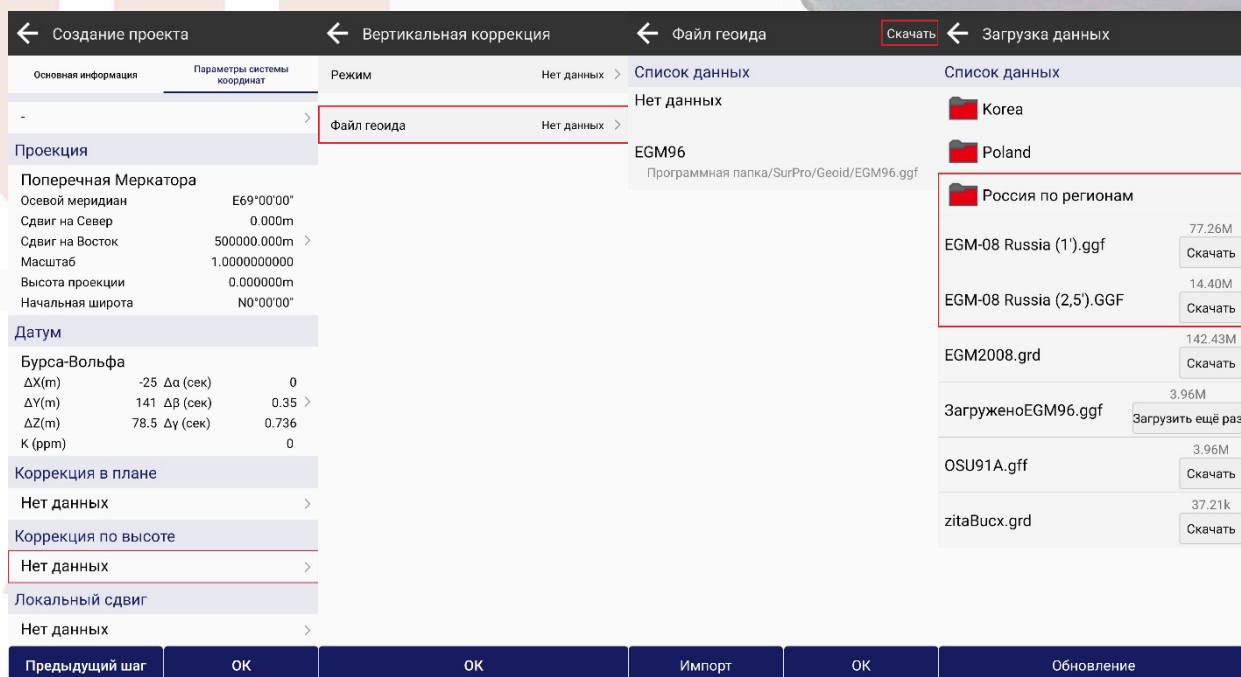 Создание проекта
Основная информация
Параметры системы
координат
-
Проекция
Поперечная Меркатора
Осевой меридиан E69°00'00"
Сдвиг на Север 0.000m
Сдвиг на Восток 500000.000m
Масштаб 1.0000000000
Высота проекции 0.000000m
Начальная широта N0°00'00"
Датум
Бурса-Вольфа
ΔX(m) -25 Δα (сек) 0
ΔY(m) 141 Δβ (сек) 0.35
ΔZ(m) 78.5 Δγ (сек) 0.736
K (ppm) 0
Коррекция в плане
Нет данных
Коррекция по высоте
Нет данных
Локальный сдвиг
Нет данных
Предыдущий шаг
ОК
Вертикальная коррекция
Режим Нет данных
Файл геоида Нет данных
ОК
Файл геоида Скачать
Список данных
Нет данных
EGM96
Программная папка/SurPro/Geoid/EGM96.ggf
Импорт
ОК
Загрузка данных
Список данных
Korea
Poland
Россия по регионам
77.26M
EGM-08 Russia (1').ggf Скачать
14.40M
EGM-08 Russia (2,5').GGF Скачать
142.43M
EGM2008.grd Скачать
3.96M
ЗагруженоEGM96.ggf Загрузить ещё раз
3.96M
OSU91A.gff Скачать
37.21k
zitaBucx.grd Скачать
Обновление